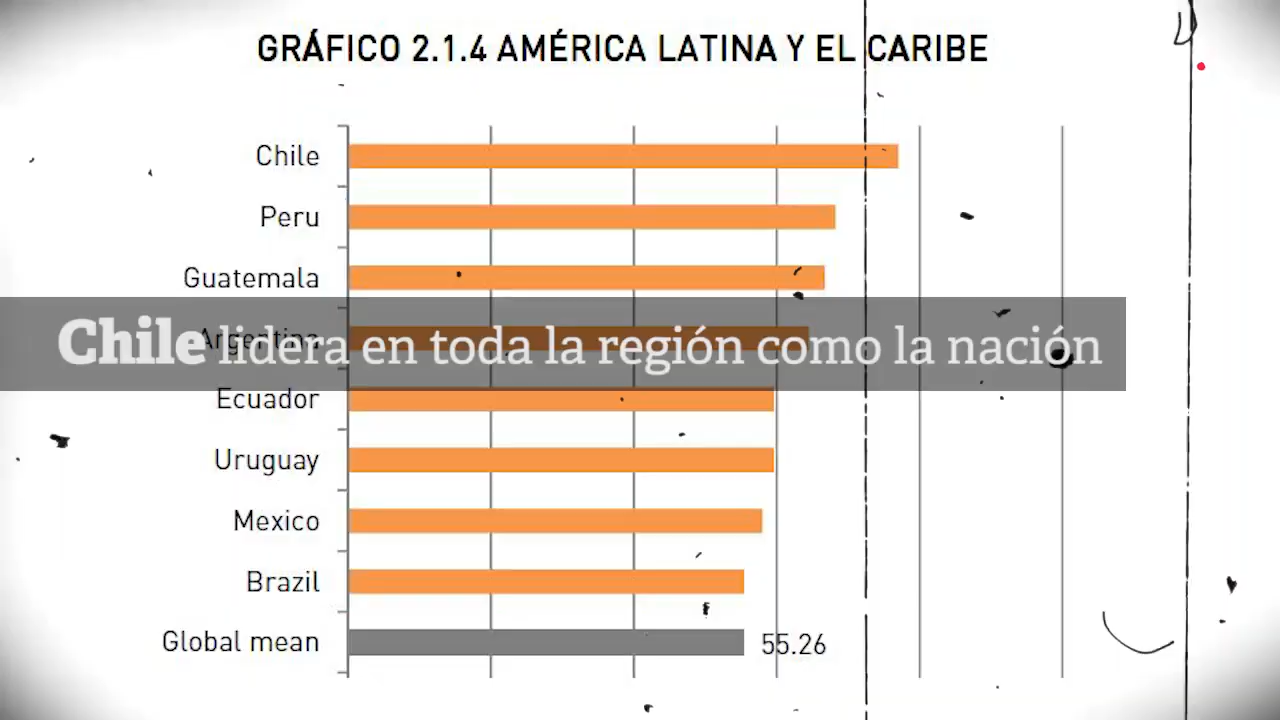 GRÁFICO 2.1.4 AMÉRICA LATINA Y EL CARIBE
Chile
Peru
Guatemala
Argentina
Chile lidera en toda la región como la nación
Ecuador
Uruguay
Mexico
Brazil
Global mean 55.26